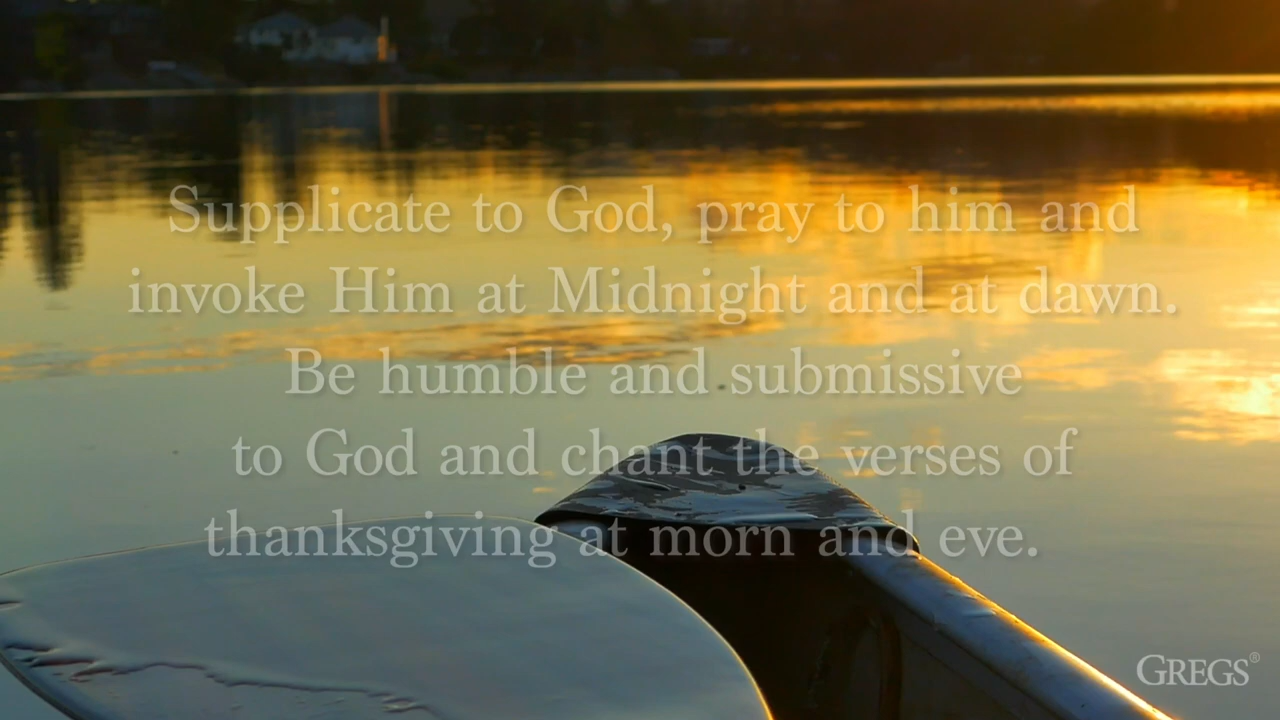 Supplicate to God, pray to him and
invoke Him at Midnight and at dawn.
Be humble and submissive
to God and chant the verses of
thanksgiving at morn and eve.
GREGS®